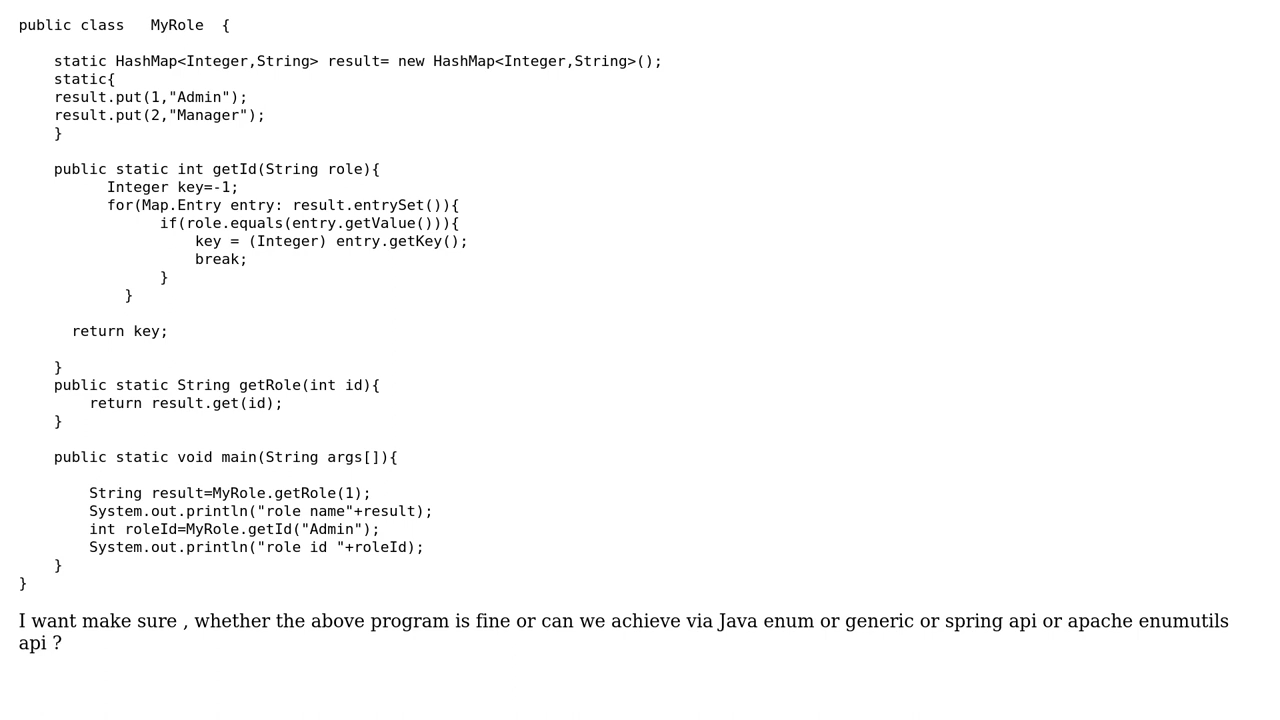 public class   MyRole  {
    static HashMap<Integer,String> result= new HashMap<Integer,String>();
    static{
    result.put(1,"Admin");
    result.put(2,"Manager");
    }
    public static int getId(String role){
          Integer key=-1;
          for(Map.Entry entry: result.entrySet()){
                if(role.equals(entry.getValue())){
                    key = (Integer) entry.getKey();
                    break;
                }
            }
      return key;
    }
    public static String getRole(int id){
        return result.get(id);
    }
    public static void main(String args[]){
        String result=MyRole.getRole(1);
        System.out.println("role name"+result);
        int roleId=MyRole.getId("Admin");
        System.out.println("role id "+roleId);
    }
}
I want make sure , whether the above program is fine or can we achieve via Java enum or generic or spring api or apache enumutils
api ?